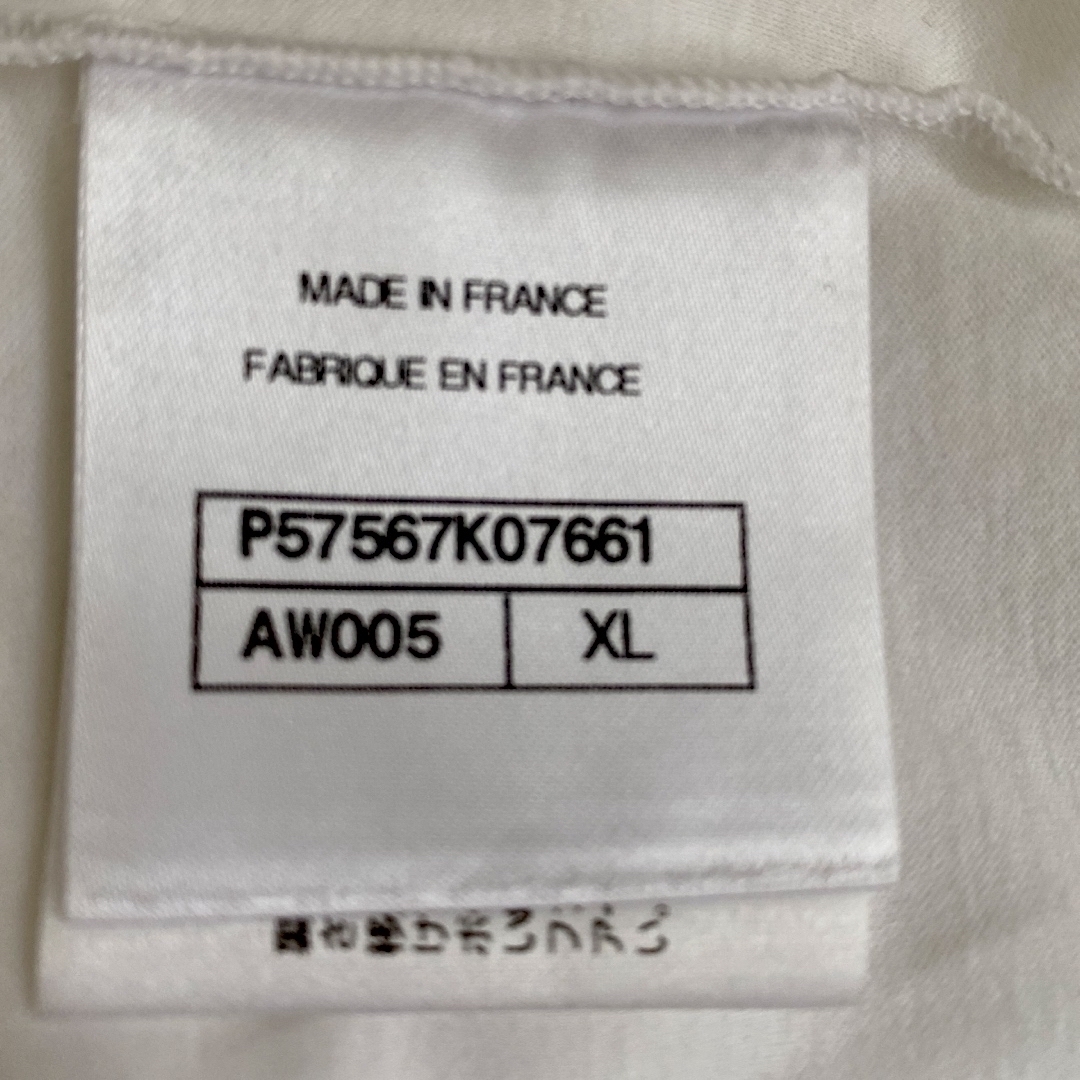 MADE IN FRANCE
FABRIQUE EN FRANCE
P57567K07661
AW005 XL